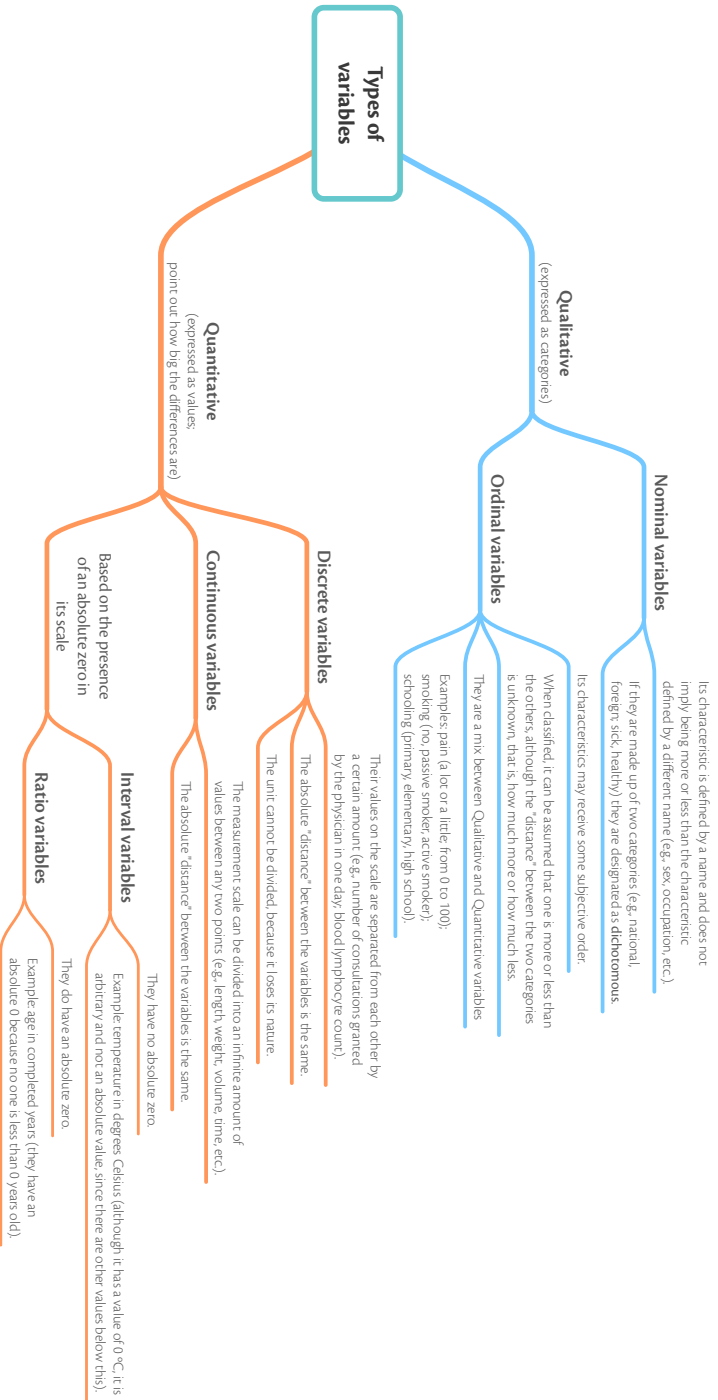 Types of
variables
Qualitative
(expressed as categories)
Nominal variables
Its characteristic is defined by a name and does not
imply being more or less than the characteristic
defined by a different name (e.g., sex, occupation, etc.).
If they are made up of two categories (e.g., national,
foreign; sick, healthy) they are designated as dichotomous.
Ordinal variables
Its characteristics may receive some subjective order.
When classified, it can be assumed that one is more or less than
the others, although the "distance" between the two categories
is unknown, that is, how much more or how much less.
They are a mix between Qualitative and Quantitative variables
Examples: pain (a lot or a little; from 0 to 100);
smoking (no, passive smoker, active smoker);
schooling (primary, elementary, high school).
Quantitative
(expressed as values;
point out how big the differences are)
Discrete variables
Their values on the scale are separated from each other by
a certain amount (e.g., number of consultations granted
by the physician in one day; blood lymphocyte count).
The absolute "distance" between the variables is the same.
The unit cannot be divided, because it loses its nature.
Continuous variables
The measurement scale can be divided into an infinite amount of
values between any two points (e.g., length, weight, volume, time, etc.).
The absolute "distance" between the variables is the same.
Based on the presence
of an absolute zero in
its scale
Interval variables
They have no absolute zero.
Example: temperature in degrees Celsius (although it has a value of 0 °C, it is
arbitrary and not an absolute value, since there are other values below this).
Ratio variables
They do have an absolute zero.
Example: age in completed years (they have an
absolute 0 because no one is less than 0 years old).